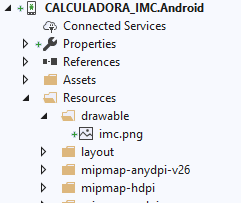 CALCULADORA_IMC.Android
Connected Services
Properties
References
Assets
Resources
drawable
imc.png
layout
mipmap-anydpi-v26
mipmap-hdpi